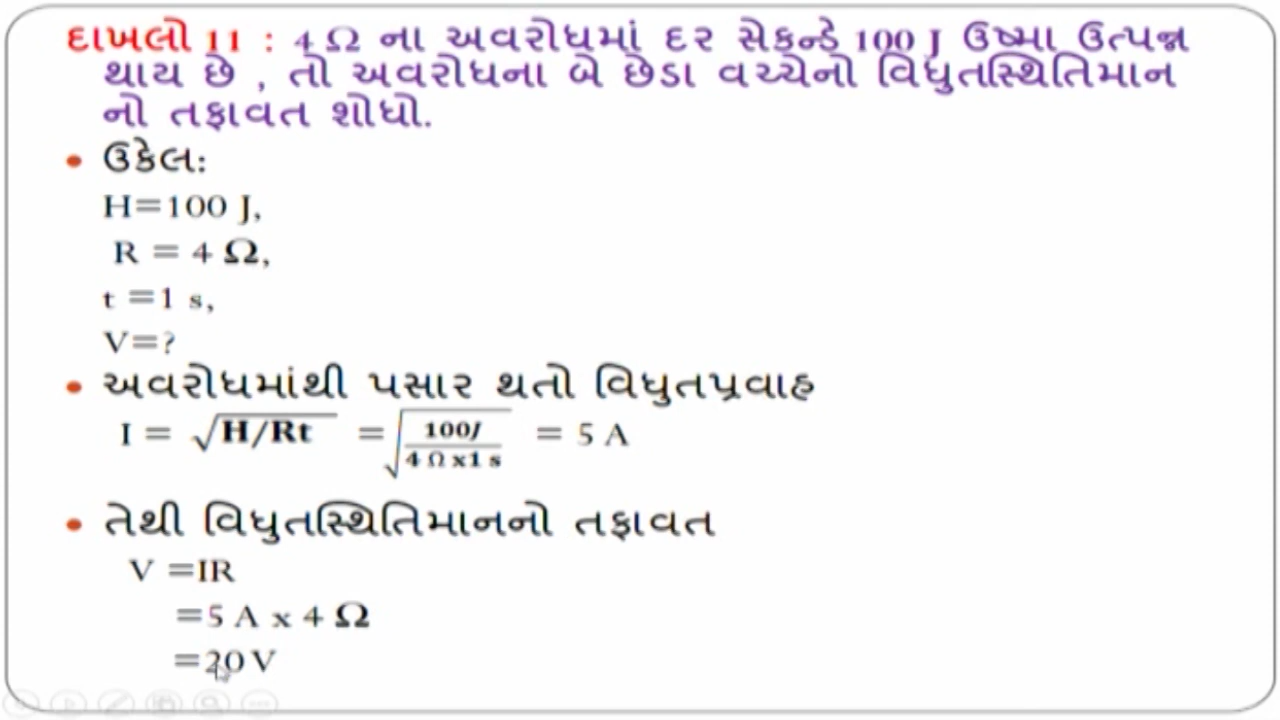 દાખલો 11 : 4 Ω ના અવરોધમાં દર સેકન્ડે 100 J ઉષ્મા ઉત્પન્ન
થાય છે , તો અવરોધના બે છેડા વચ્ચેનો વિધુતસ્થિતિમાન
નો તફાવત શોધો.
• ઉકેલ:
H=100 J,
R = 4 Ω,
t =1 s,
V=?
• અવરોધમાંથી પસાર થતો વિધુતપ્રવાહ
I = √H/Rt = √100J/4 Ω x1 s = 5 A
• તેથી વિધુતસ્થિતિમાનનો તફાવત
V =IR
=5 A x 4 Ω
=20 V